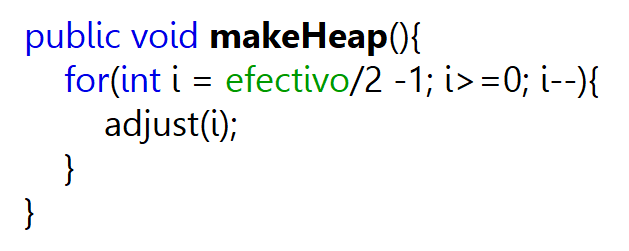 public void makeHeap(){
for(int i = efectivo/2 -1; i>=0; i--){
adjust(i);
}
}